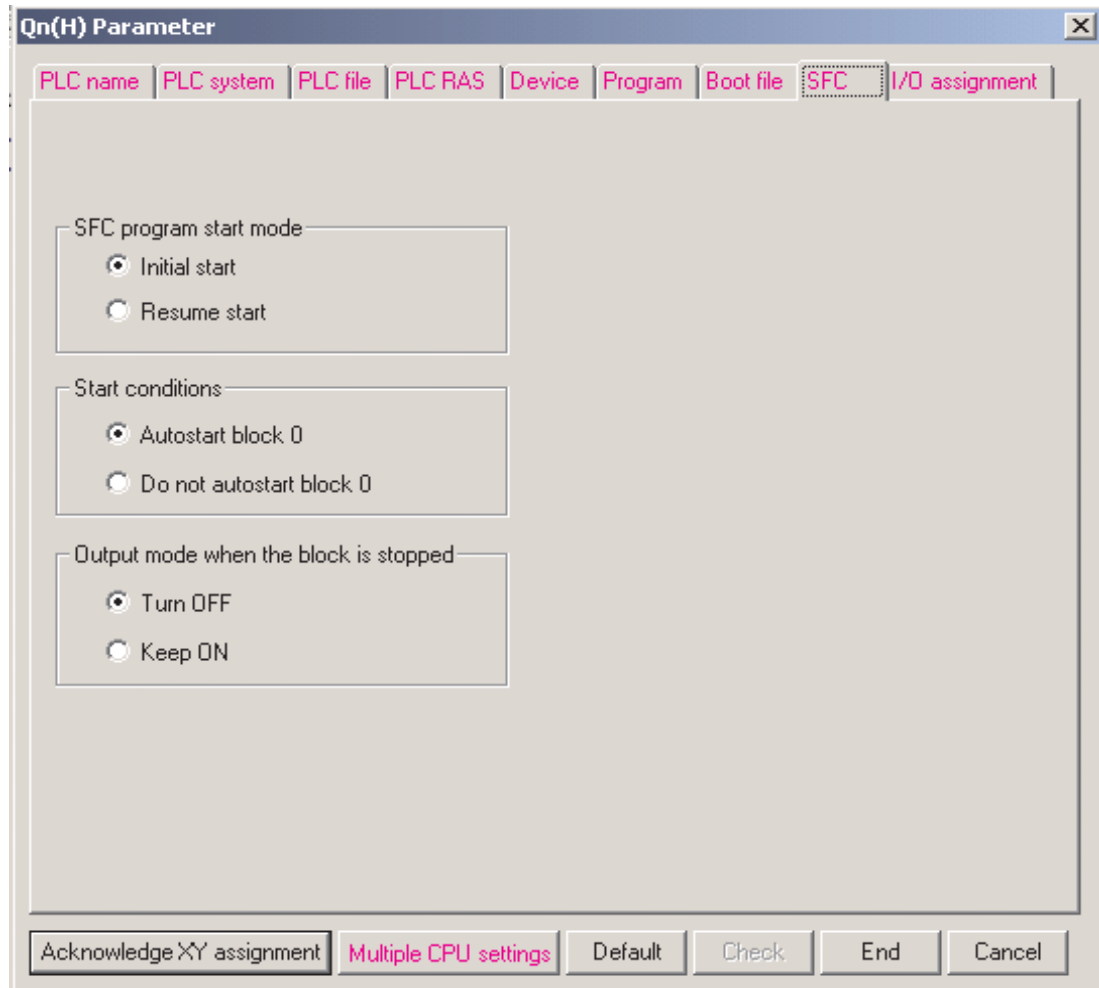 Qn(H) Parameter
PLC name PLC system PLC file PLC RAS Device Program Boot file SFC I/O assignment
SFC program start mode
Initial start
Resume start
Start conditions
Autostart block 0
Do not autostart block 0
Output mode when the block is stopped
Turn OFF
Keep ON
Acknowledge XY assignment Multiple CPU settings Default Check End Cancel